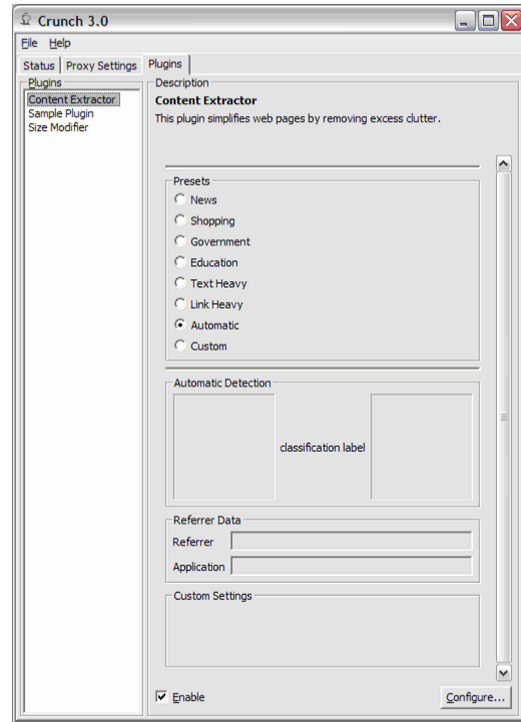 Crunch 3.0
File Help
Status Proxy Settings Plugins
Plugins
Content Extractor
Sample Plugin
Size Modifier
Description
Content Extractor
This plugin simplifies web pages by removing excess clutter.
Presets
News
Shopping
Government
Education
Text Heavy
Link Heavy
Automatic
Custom
Automatic Detection
classification label
Referrer Data
Referrer
Application
Custom Settings
Enable
Configure...